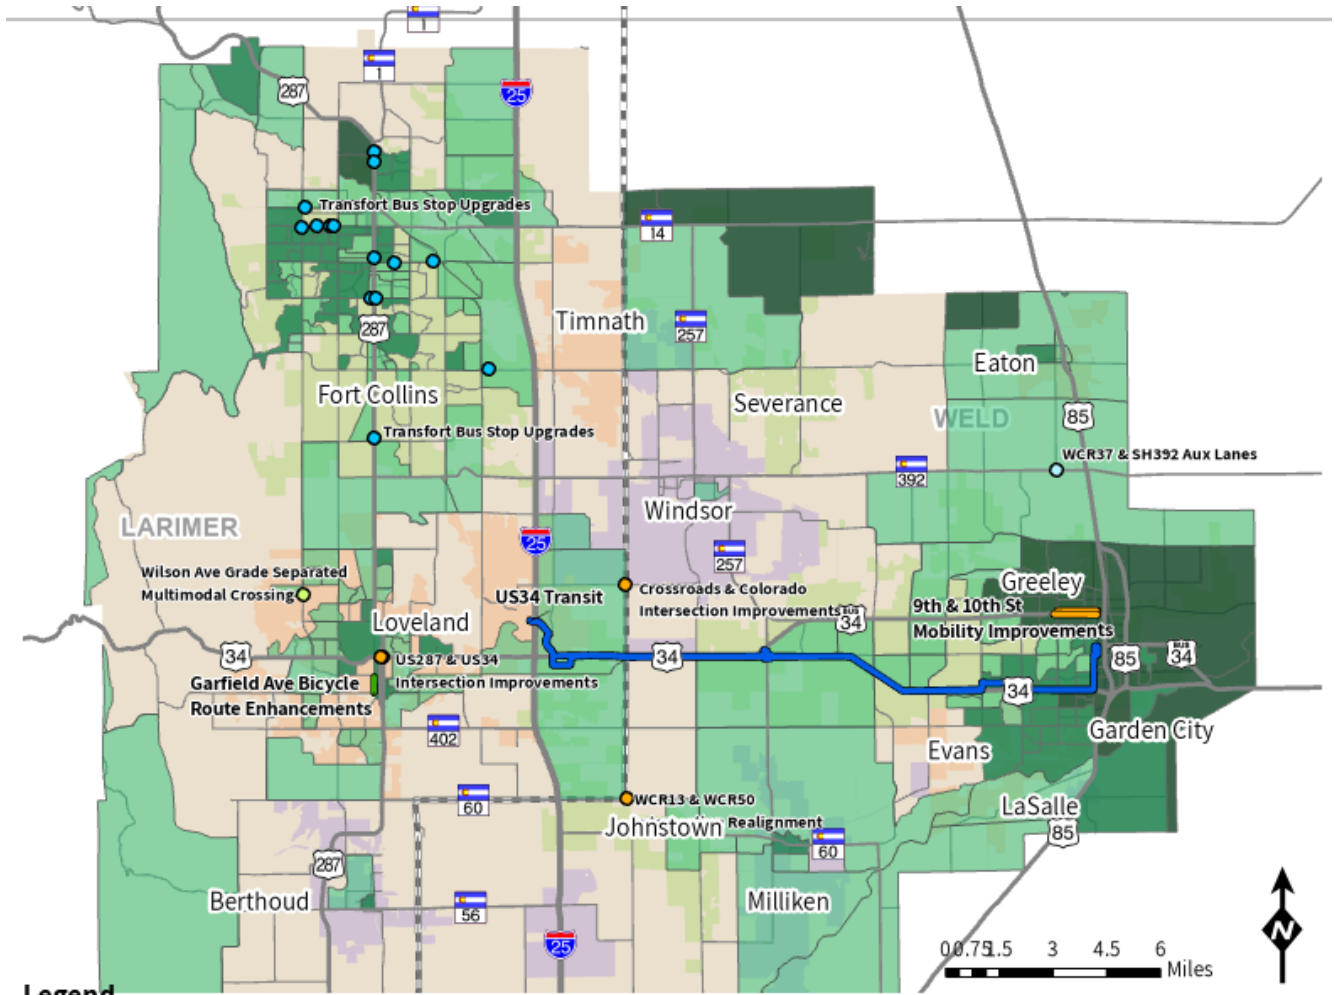 1
1
287
25
Transfort Bus Stop Upgrades
14
287
Timnath
257
Eaton
Fort Collins
Severance
WELD
85
Transfort Bus Stop Upgrades
WCR37 & SH392 Aux Lanes
392
Windsor
LARIMER
25
257
Wilson Ave Grade Separated
Multimodal Crossing
Greeley
US34 Transit
Crossroads & Colorado
Intersection Improvements
BUS
34
9th & 10th St
Mobility Improvements
Loveland
34
US287 & US34
Intersection Improvements
34
85
BUS
34
Garfield Ave Bicycle
Route Enhancements
34
402
Garden City
Evans
60
WCR13 & WCR50
Realignment
Johnstown
LaSalle
85
60
287
Berthoud
56
Milliken
25
N
0 0.75 1.5 3 4.5 6
Miles
Legend